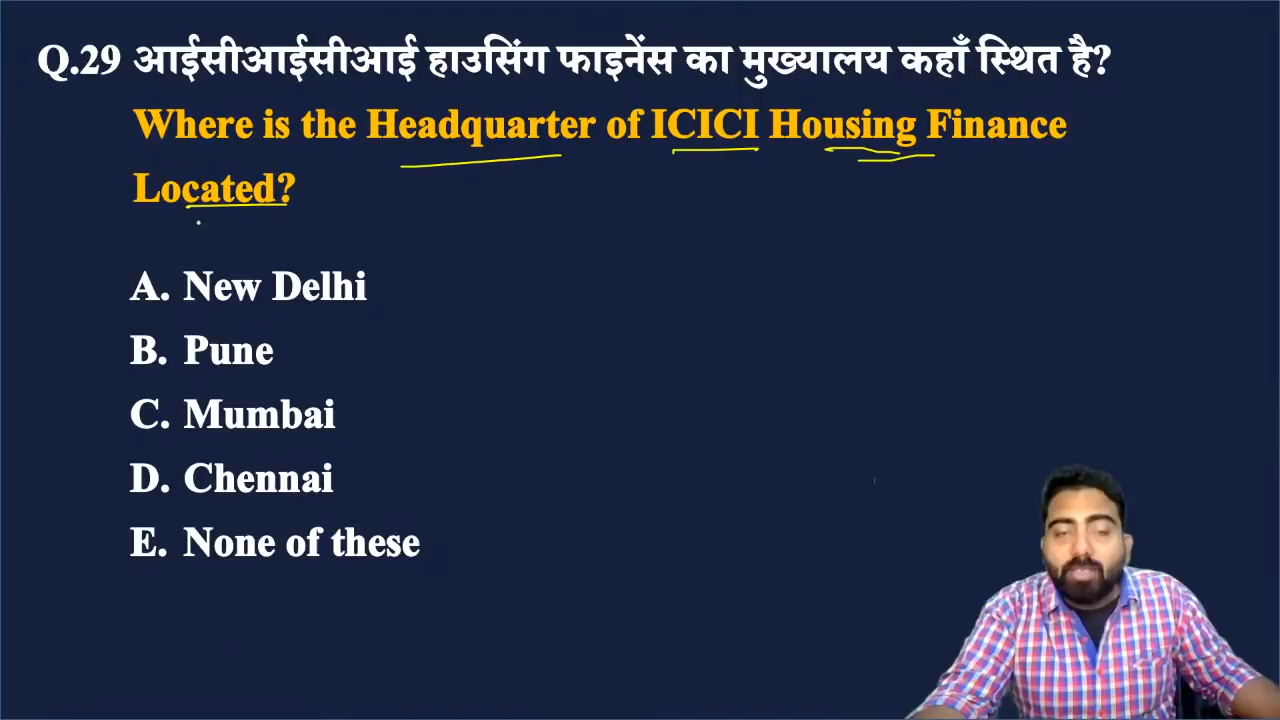 Q.29 आईसीआईसीआई हाउसिंग फाइनेंस का मुख्यालय कहाँ स्थित है?
Where is the Headquarter of ICICI Housing Finance
Located?
A. New Delhi
B. Pune
C. Mumbai
D. Chennai
E. None of these